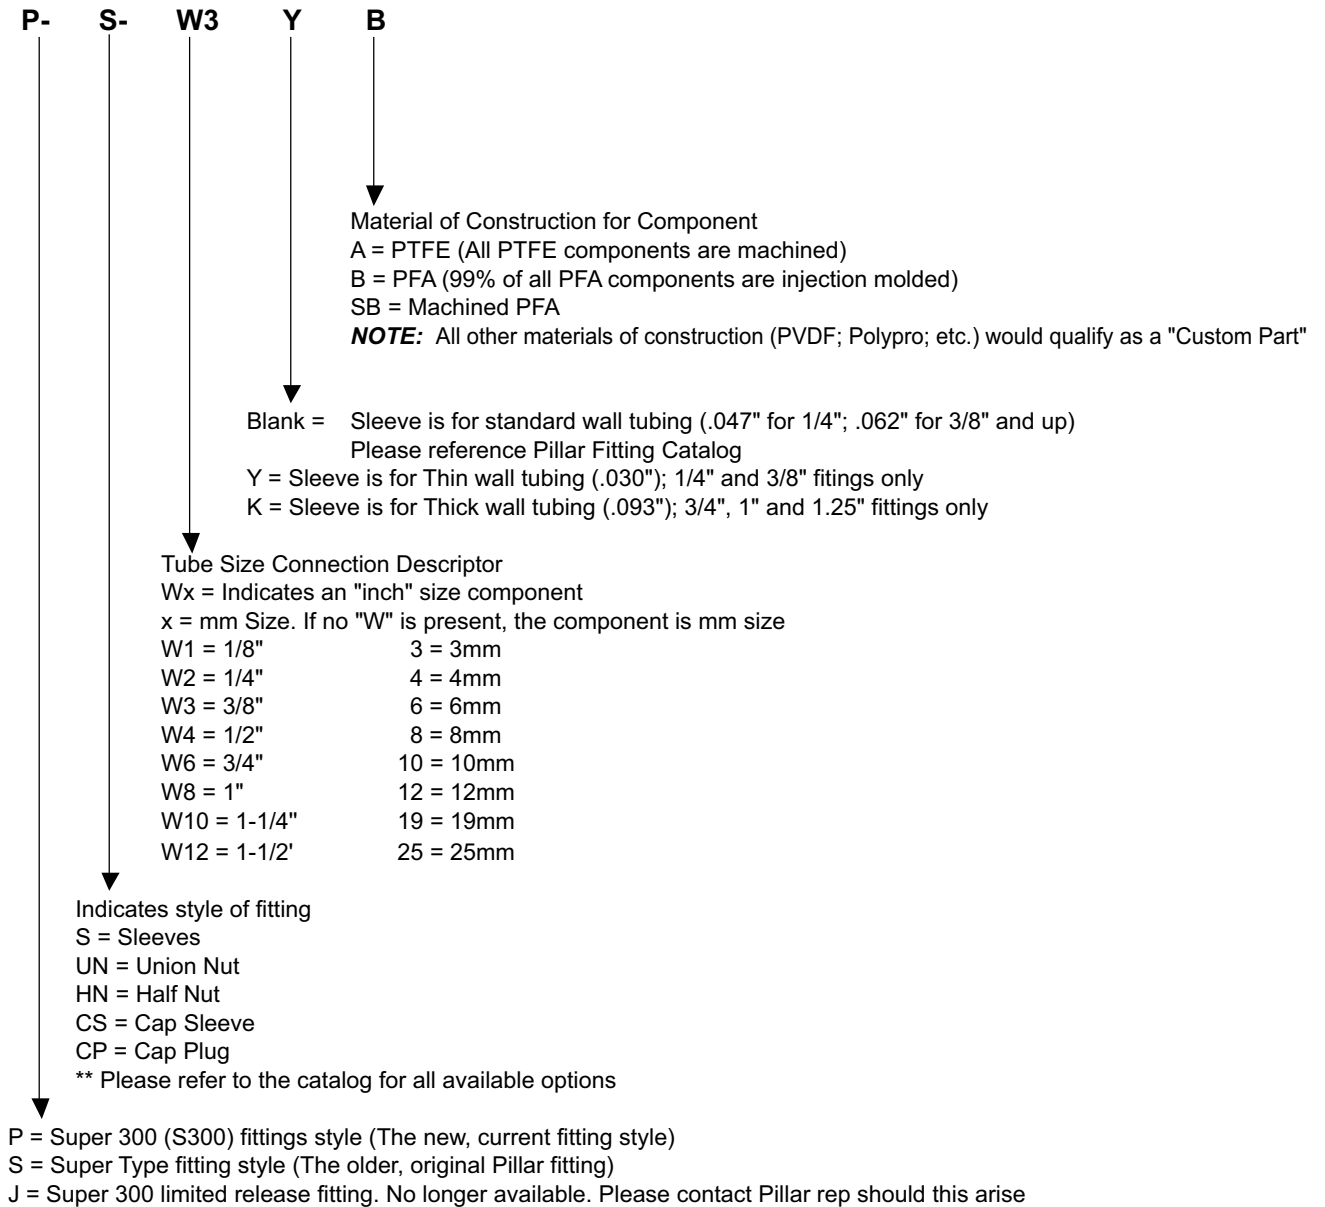 P- S- W3 Y B
Material of Construction for Component
A = PTFE (All PTFE components are machined)
B = PFA (99% of all PFA components are injection molded)
SB = Machined PFA
NOTE: All other materials of construction (PVDF; Polypro; etc.) would qualify as a "Custom Part"
Blank = Sleeve is for standard wall tubing (.047" for 1/4"; .062" for 3/8" and up)
Please reference Pillar Fitting Catalog
Y = Sleeve is for Thin wall tubing (.030"); 1/4" and 3/8" fitings only
K = Sleeve is for Thick wall tubing (.093"); 3/4", 1" and 1.25" fittings only
Tube Size Connection Descriptor
Wx = Indicates an "inch" size component
x = mm Size. If no "W" is present, the component is mm size
W1 = 1/8" 3 = 3mm
W2 = 1/4" 4 = 4mm
W3 = 3/8" 6 = 6mm
W4 = 1/2" 8 = 8mm
W6 = 3/4" 10 = 10mm
W8 = 1" 12 = 12mm
W10 = 1-1/4" 19 = 19mm
W12 = 1-1/2' 25 = 25mm
Indicates style of fitting
S = Sleeves
UN = Union Nut
HN = Half Nut
CS = Cap Sleeve
CP = Cap Plug
** Please refer to the catalog for all available options
P = Super 300 (S300) fittings style (The new, current fitting style)
S = Super Type fitting style (The older, original Pillar fitting)
J = Super 300 limited release fitting. No longer available. Please contact Pillar rep should this arise